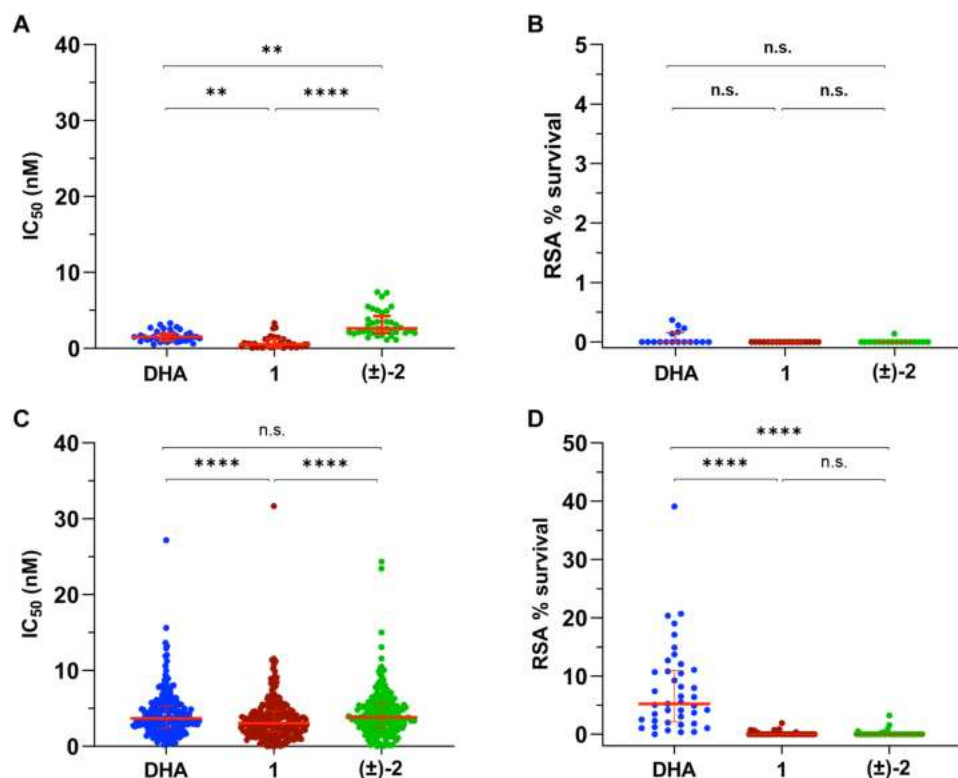 A
IC50 (nM)
40
30
20
10
0
**
**
****
DHA
1
(±)-2
B
RSA % survival
5
4
3
2
1
0
n.s.
n.s.
n.s.
DHA
1
(±)-2
C
IC50 (nM)
40
30
20
10
0
n.s.
****
****
DHA
1
(±)-2
D
RSA % survival
50
40
30
20
10
0
****
****
n.s.
DHA
1
(±)-2